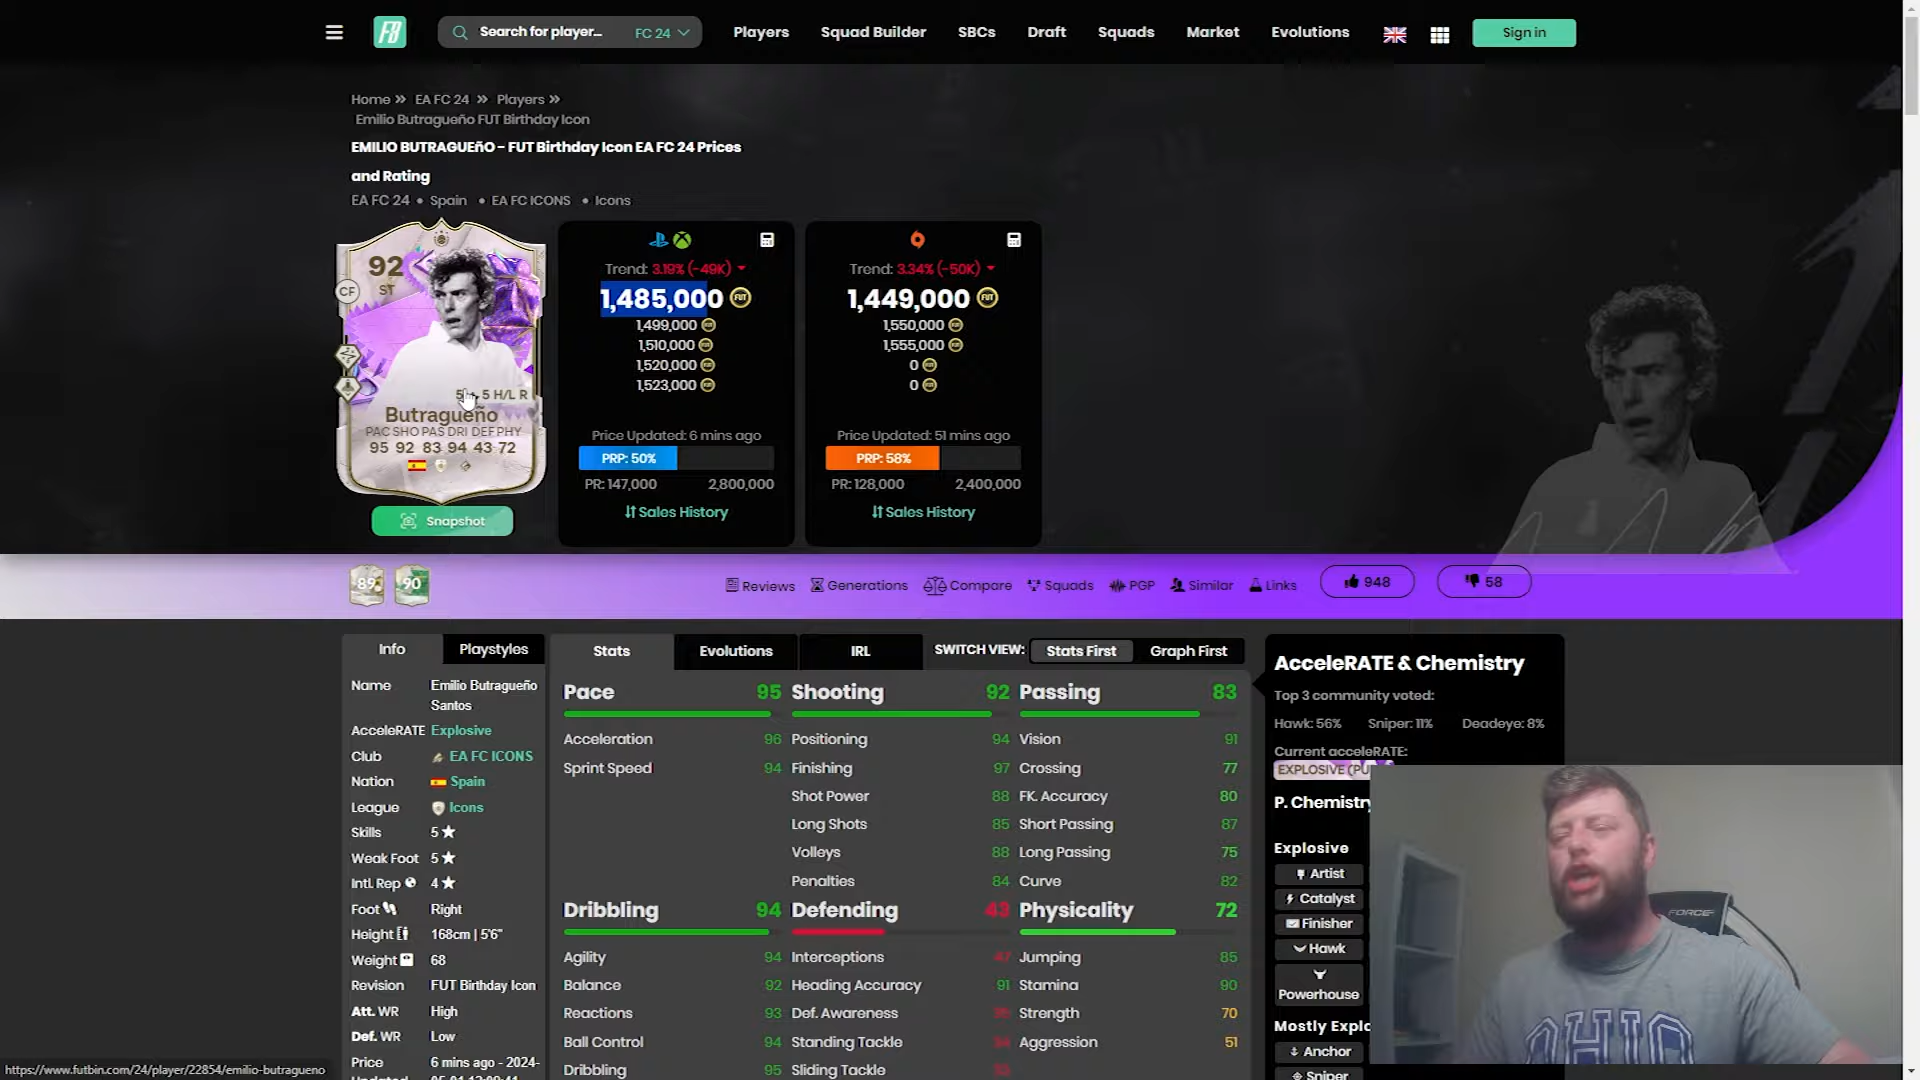 F8 Search for player... FC 24 Players Squad Builder SBCs Draft Squads Market Evolutions Sign in
Home » EA FC 24 » Players »
Emilio Butragueño FUT Birthday Icon
EMILIO BUTRAGUEñO - FUT Birthday Icon EA FC 24 Prices
and Rating
EA FC 24 • Spain • EA FC ICONS • Icons
92
ST
CF
5 H/L R
Butragueño
PAC SHO PAS DRI DEF PHY
95 92 83 94 43 72
Snapshot
Trend: 3.19% (-49K)
1,485,000 FUT
1,499,000
1,510,000
1,520,000
1,523,000
Price Updated: 6 mins ago
PRP: 50%
PR: 147,000 2,800,000
Sales History
Trend: 3.34% (-50K)
1,449,000 FUT
1,550,000
1,555,000
0
0
Price Updated: 51 mins ago
PRP: 58%
PR: 128,000 2,400,000
Sales History
89 90 Reviews Generations Compare Squads PGP Similar Links 948 58
Info Playstyles
Name Emilio Butragueño
Santos
AcceleRATE Explosive
Club EA FC ICONS
Nation Spain
League Icons
Skills 5
Weak Foot 5
Intl. Rep 4
Foot Right
Height 168cm | 5'6"
Weight 68
Revision FUT Birthday Icon
Att. WR High
Def. WR Low
Price 6 mins ago - 2024-
Stats Evolutions IRL SWITCH VIEW: Stats First Graph First
Pace 95
Acceleration 96
Sprint Speed 94
Shooting 92
Positioning 94
Finishing 97
Shot Power 88
Long Shots 85
Volleys 88
Penalties 84
Passing 83
Vision 91
Crossing 77
FK. Accuracy 80
Short Passing 87
Long Passing 75
Curve 82
Dribbling 94
Agility 94
Balance 92
Reactions 93
Ball Control 94
Dribbling 95
Defending 43
Interceptions 47
Heading Accuracy 91
Def. Awareness
Standing Tackle
Sliding Tackle
Physicality 72
Jumping 85
Stamina 90
Strength 70
Aggression 51
AcceleRATE & Chemistry
Top 3 community voted:
Hawk: 56% Sniper: 11% Deadeye: 8%
Current acceleRATE:
EXPLOSIVE (PU
P. Chemistry
Explosive
Artist
Catalyst
Finisher
Hawk
Powerhouse
Mostly Explo
Anchor
Sniper
FORCE
OHIO
https://www.futbin.com/24/player/22854/emilio-butragueno